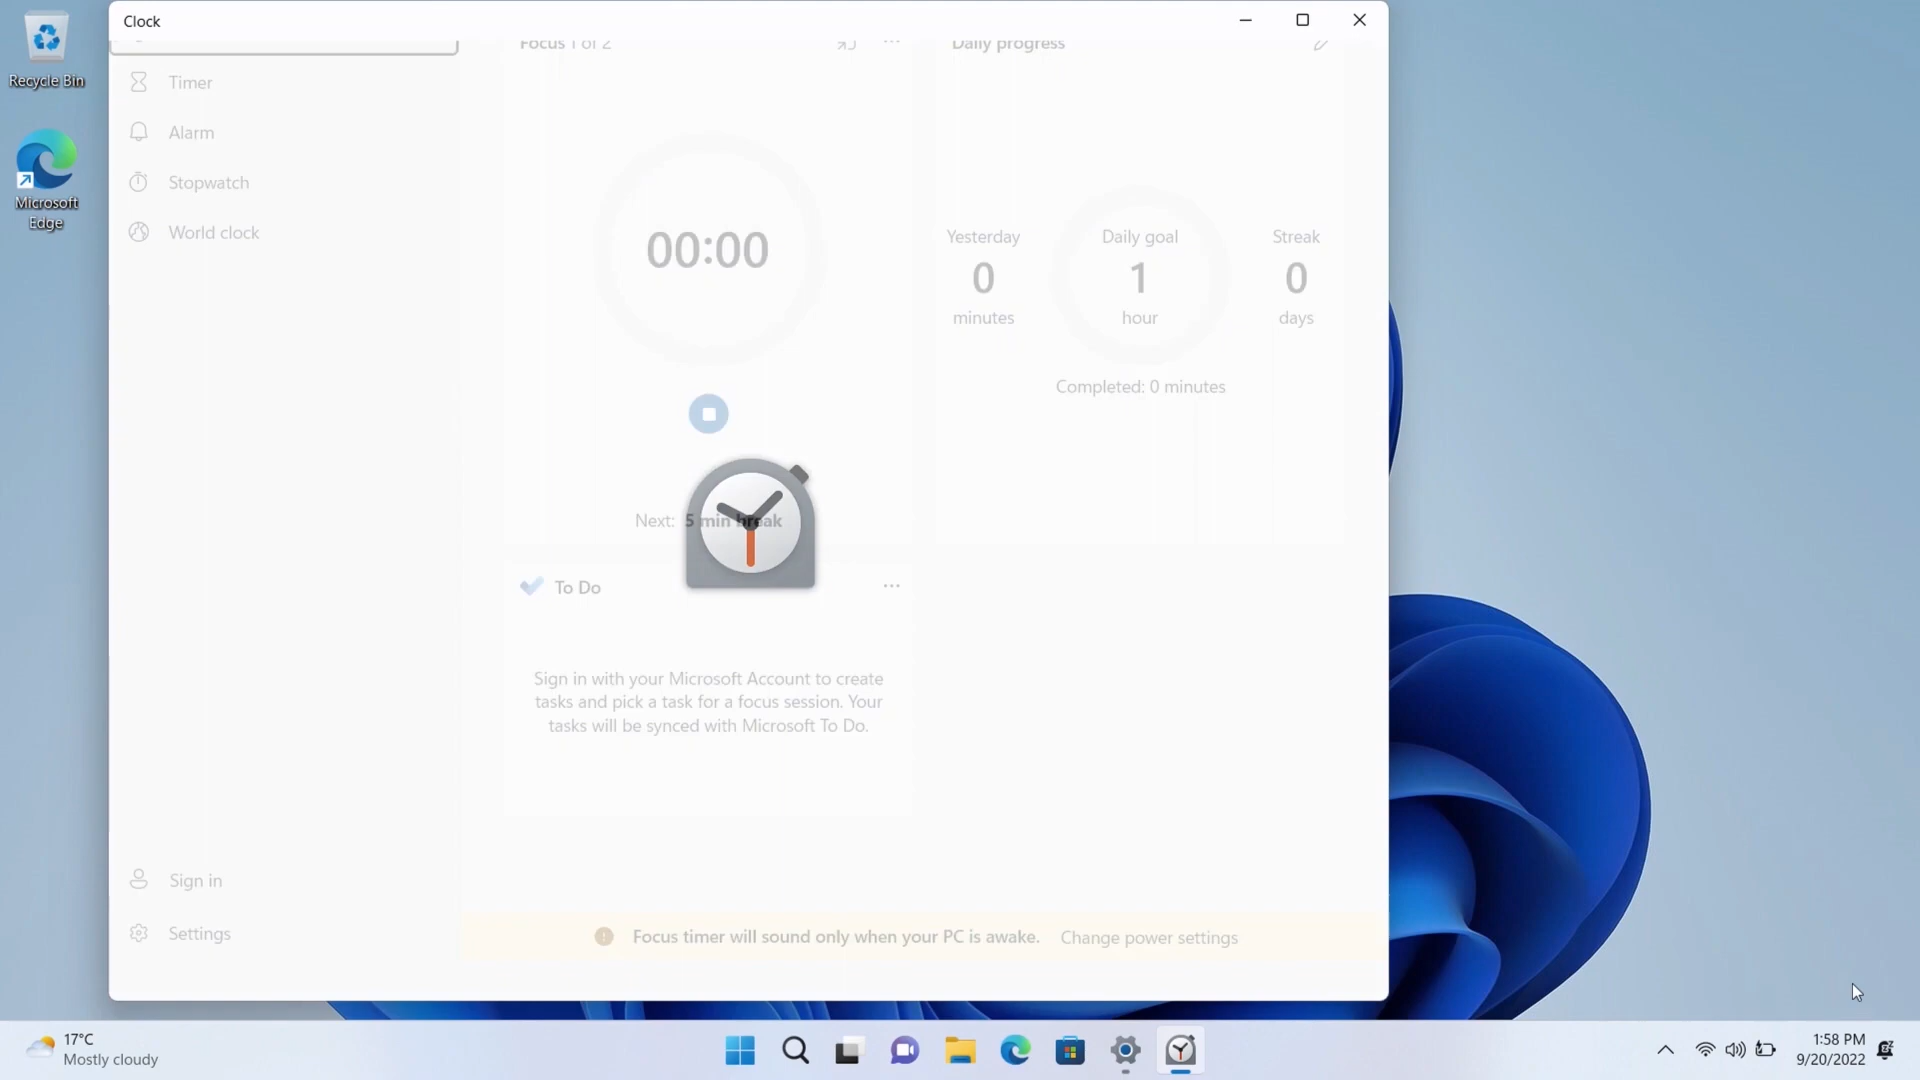 Recycle Bin
Microsoft
Edge
Clock
Timer
Alarm
Stopwatch
World clock
Sign in
Settings
Focus 1 of 2
00:00
Next: 5 min break
Daily progress
Yesterday
0
minutes
Daily goal
1
hour
Streak
0
days
Completed: 0 minutes
To Do
Sign in with your Microsoft Account to create
tasks and pick a task for a focus session. Your
tasks will be synced with Microsoft To Do.
Focus timer will sound only when your PC is awake. Change power settings
17°C
Mostly cloudy
1:58 PM
9/20/2022